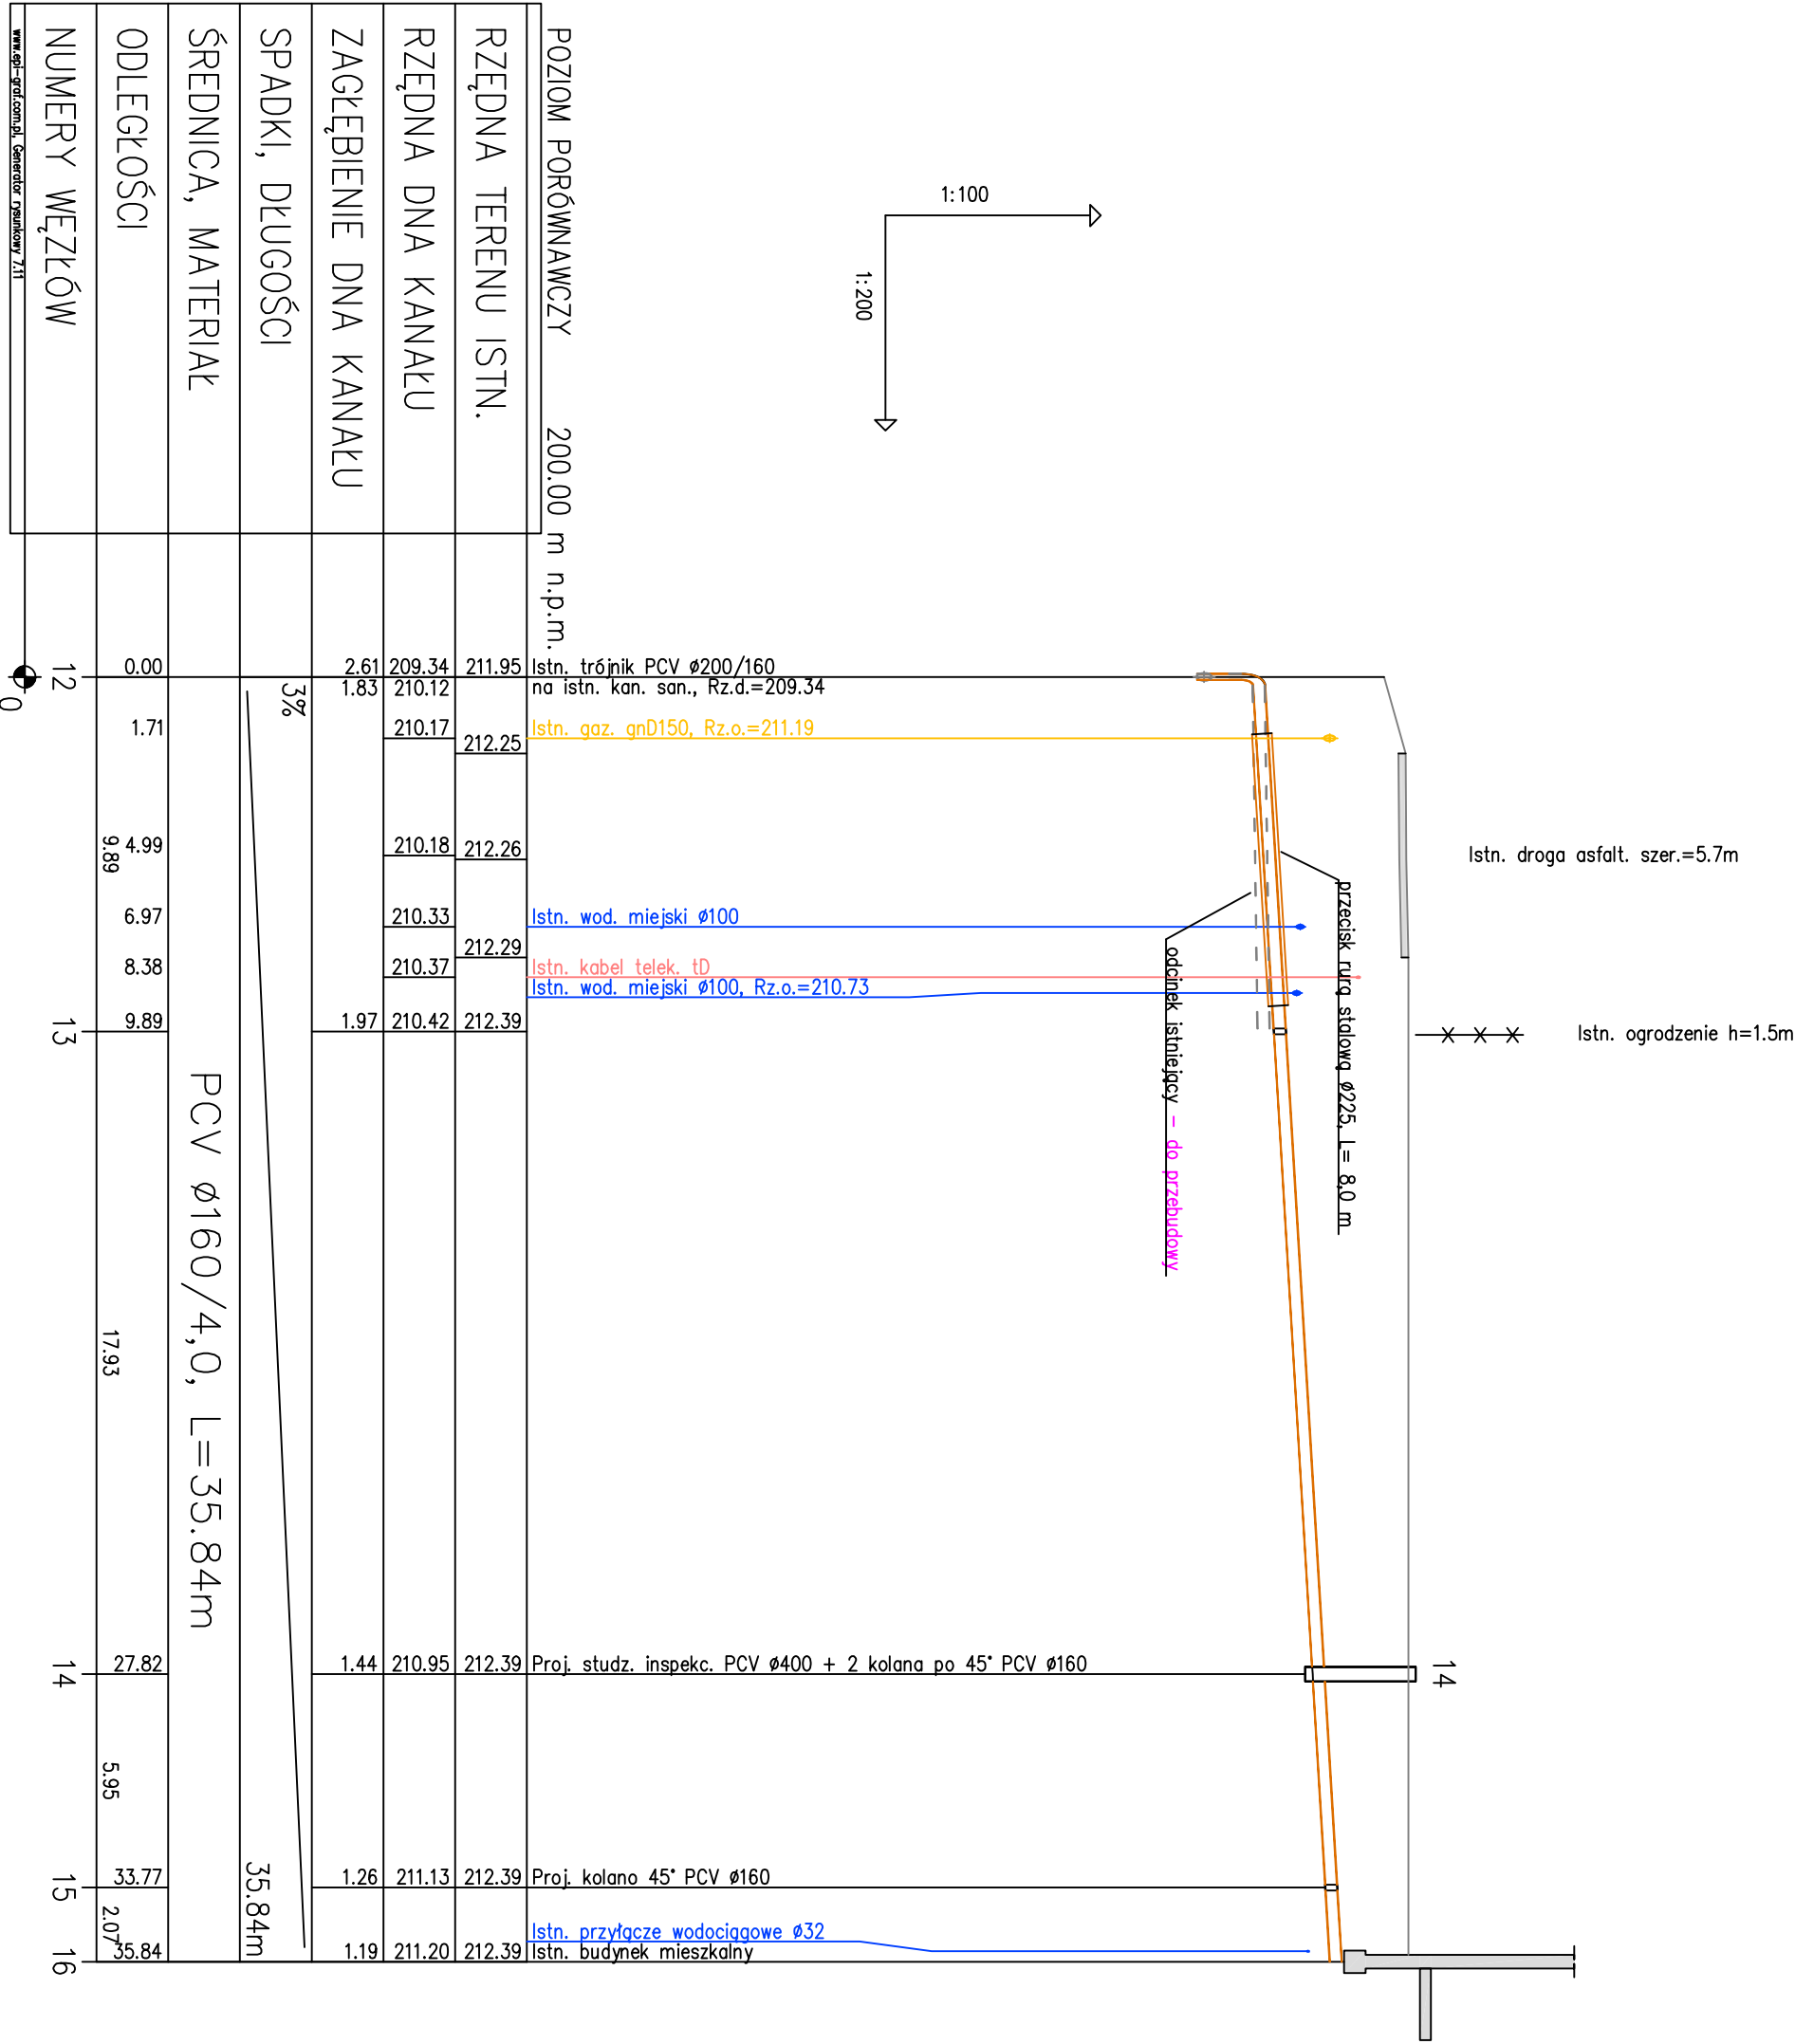 1:100
1:200
Istn. droga asfalt. szer.=5.7m
Istn. ogrodzenie h=1.5m
przecisk rurą stalową ø225, L= 8,0 m
odcinek istniejący - do przebudowy
14
POZIOM PORÓWNAWCZY 200.00 m n.p.m.
Istn. trójnik PCV ø200/160
na istn. kan. san., Rz.d.=209.34
Istn. gaz. gnD150, Rz.o.=211.19
Istn. wod. miejski ø100
Istn. kabel telek. tD
Istn. wod. miejski ø100, Rz.o.=210.73
Proj. studz. inspekc. PCV ø400 + 2 kolana po 45° PCV ø160
Proj. kolano 45° PCV ø160
Istn. przyłącze wodociągowe ø32
Istn. budynek mieszkalny
RZĘDNA TERENU ISTN.
211.95 212.25 212.26 212.29 212.39 212.39 212.39 212.39
RZĘDNA DNA KANAŁU
209.34 210.12 210.17 210.18 210.33 210.37 210.42 210.95 211.13 211.20
ZAGŁĘBIENIE DNA KANAŁU
2.61 1.83 1.97 1.44 1.26 1.19
SPADKI, DŁUGOŚCI
3% 35.84m
ŚREDNICA, MATERIAŁ
PCV ø160/4,0, L=35.84m
ODLEGŁOŚCI
0.00 1.71 4.99 6.97 8.38 9.89 27.82 33.77 35.84
9.89 17.93 5.95 2.07
NUMERY WĘZŁÓW
12 13 14 15 16
www.epi-graf.com.pl, Generator rysunkowy 7.11
0